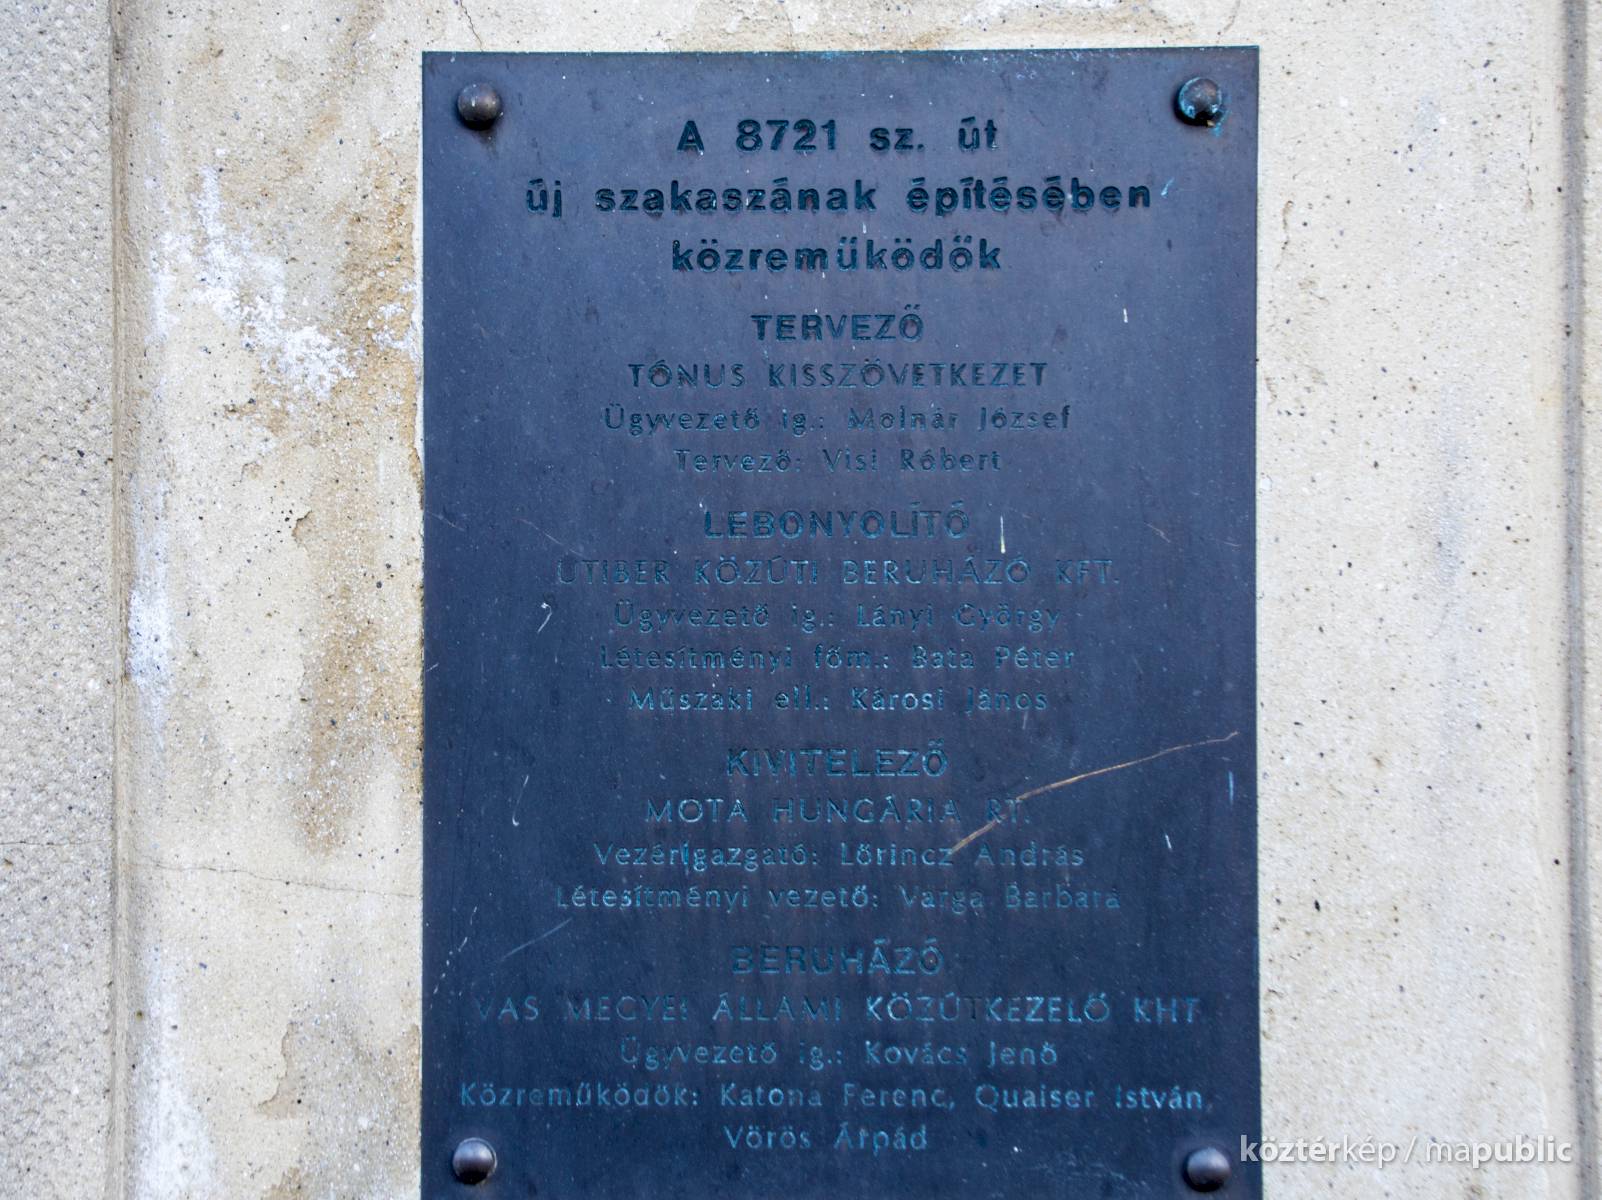 A 8721 sz. út
új szakaszának építésében
közreműködők
TERVEZŐ
TÓNUS KISSZÖVETKEZET
Ügyvezető ig.: Molnár József
Tervező: Visi Róbert
LEBONYOLÍTÓ
UTIBER KÖZÚTI BERUHÁZÓ KFT.
Ügyvezető ig.: Lányi György
Létesítményi főm.: Bata Péter
Műszaki ell.: Károsi János
KIVITELEZŐ
MOTA HUNGÁRIA RT.
Vezérigazgató: Lőrincz András
Létesítményi vezető: Varga Barbara
BERUHÁZÓ
VAS MEGYEI ÁLLAMI KÖZÚTKEZELŐ KHT
Ügyvezető ig.: Kovács Jenő
Közreműködők: Katona Ferenc, Quaiser István,
Vörös Árpád
köztérkép / mapublic